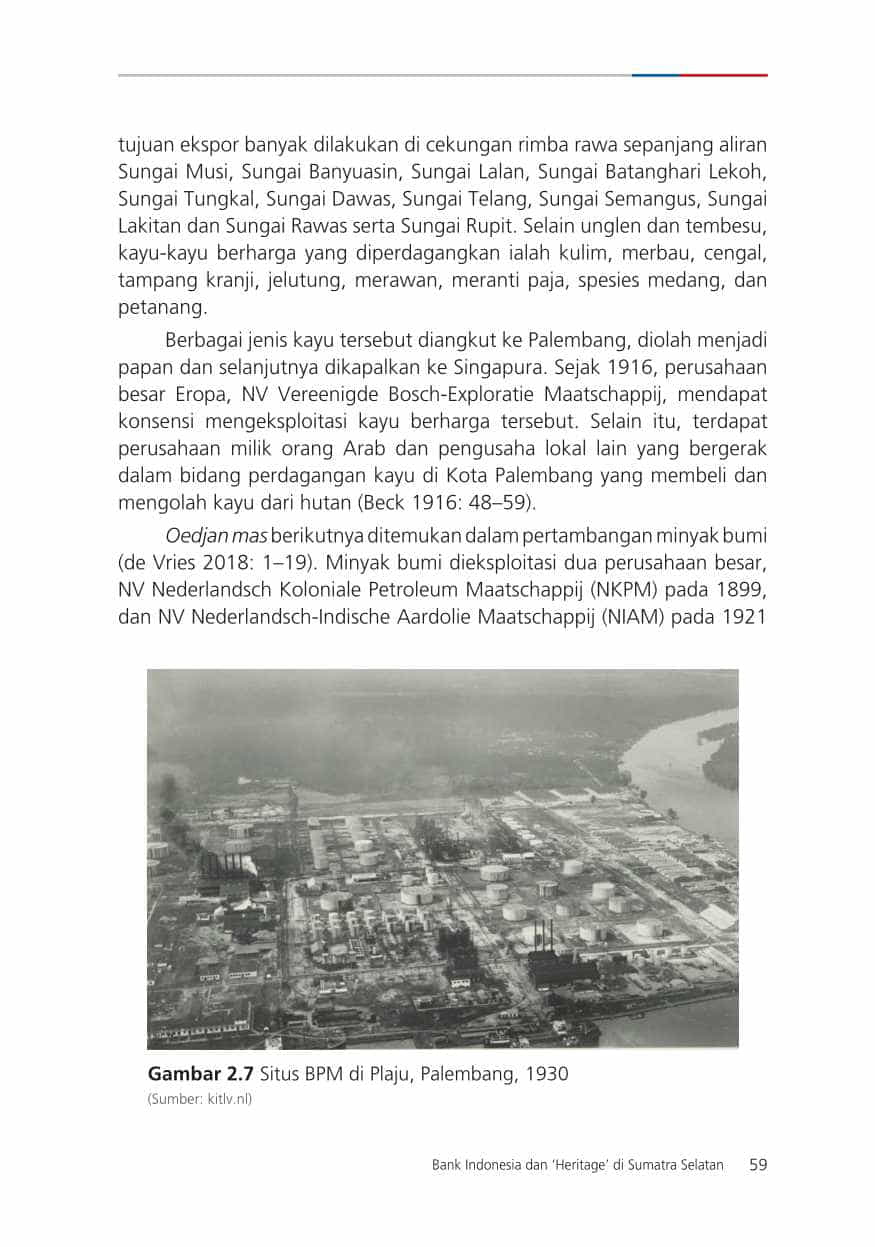 tujuan ekspor banyak dilakukan di cekungan rimba rawa sepanjang aliran
Sungai Musi, Sungai Banyuasin, Sungai Lalan, Sungai Batanghari Lekoh,
Sungai Tungkal, Sungai Dawas, Sungai Telang, Sungai Semangus, Sungai
Lakitan dan Sungai Rawas serta Sungai Rupit. Selain unglen dan tembesu,
kayu-kayu berharga yang diperdagangkan ialah kulim, merbau, cengal,
tampang kranji, jelutung, merawan, meranti paja, spesies medang, dan
petanang.
Berbagai jenis kayu tersebut diangkut ke Palembang, diolah menjadi
papan dan selanjutnya dikapalkan ke Singapura. Sejak 1916, perusahaan
besar Eropa, NV Vereenigde Bosch-Exploratie Maatschappij, mendapat
konsensi mengeksploitasi kayu berharga tersebut. Selain itu, terdapat
perusahaan milik orang Arab dan pengusaha lokal lain yang bergerak
dalam bidang perdagangan kayu di Kota Palembang yang membeli dan
mengolah kayu dari hutan (Beck 1916: 48–59).
Oedjan mas berikutnya ditemukan dalam pertambangan minyak bumi
(de Vries 2018: 1–19). Minyak bumi dieksploitasi dua perusahaan besar,
NV Nederlandsch Koloniale Petroleum Maatschappij (NKPM) pada 1899,
dan NV Nederlandsch-Indische Aardolie Maatschappij (NIAM) pada 1921
Gambar 2.7 Situs BPM di Plaju, Palembang, 1930
(Sumber: kitlv.nl)
Bank Indonesia dan ‘Heritage’ di Sumatra Selatan 59